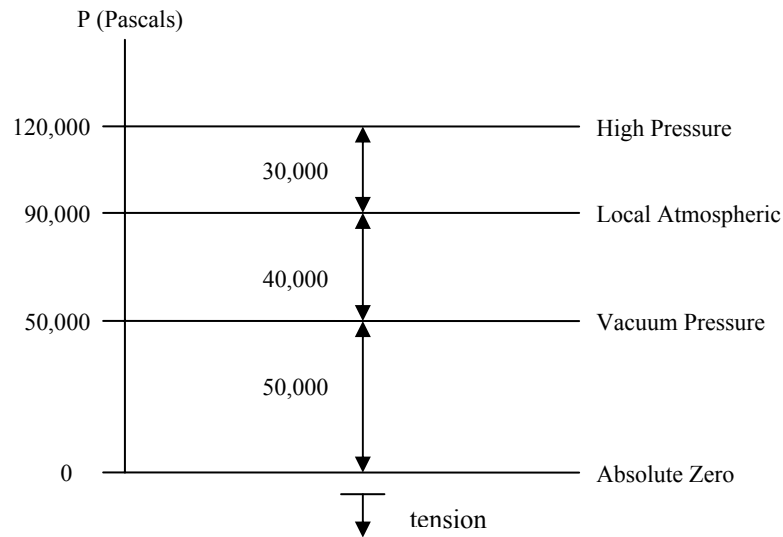 P (Pascals)
120,000
High Pressure
30,000
90,000
Local Atmospheric
40,000
50,000
Vacuum Pressure
50,000
0
Absolute Zero
tension